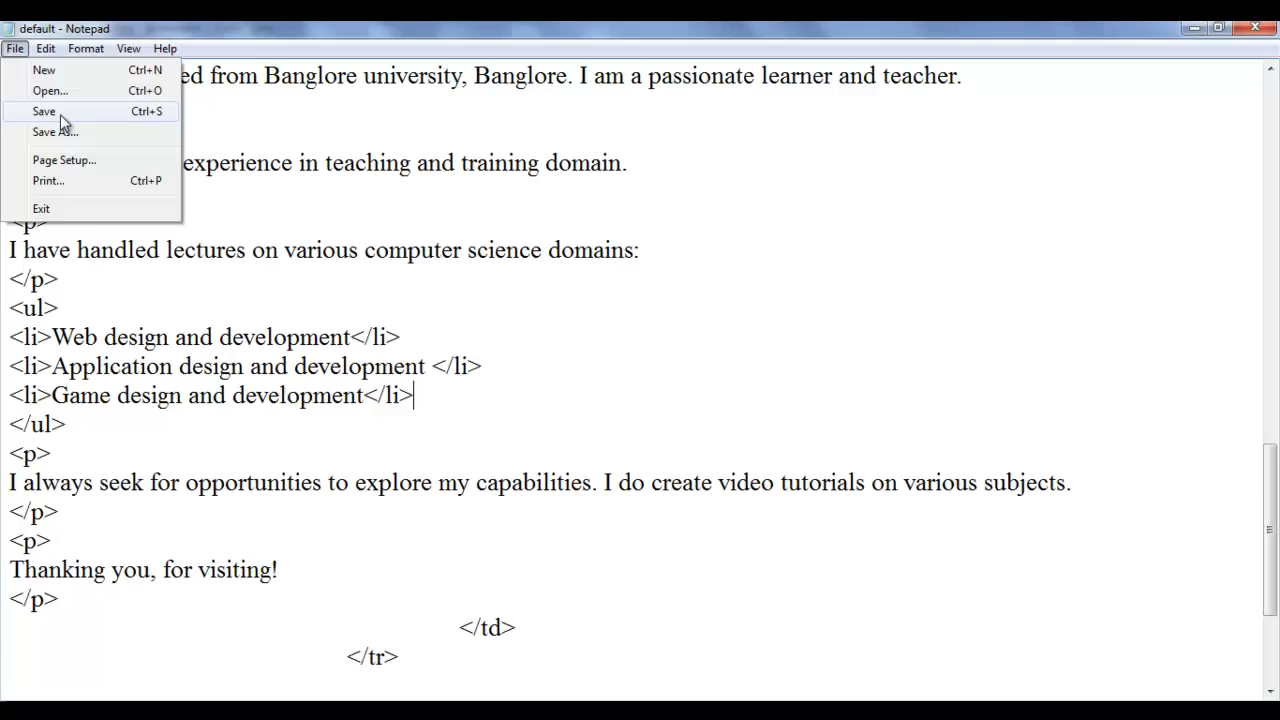 default - Notepad
File Edit Format View Help
New Ctrl+N
Open... Ctrl+O
Save Ctrl+S
Save As...
Page Setup...
Print... Ctrl+P
Exit
ed from Banglore university, Banglore. I am a passionate learner and teacher.
experience in teaching and training domain.
<p>
I have handled lectures on various computer science domains:
</p>
<ul>
<li>Web design and development</li>
<li>Application design and development </li>
<li>Game design and development</li>
</ul>
<p>
I always seek for opportunities to explore my capabilities. I do create video tutorials on various subjects.
</p>
<p>
Thanking you, for visiting!
</p>
</td>
</tr>